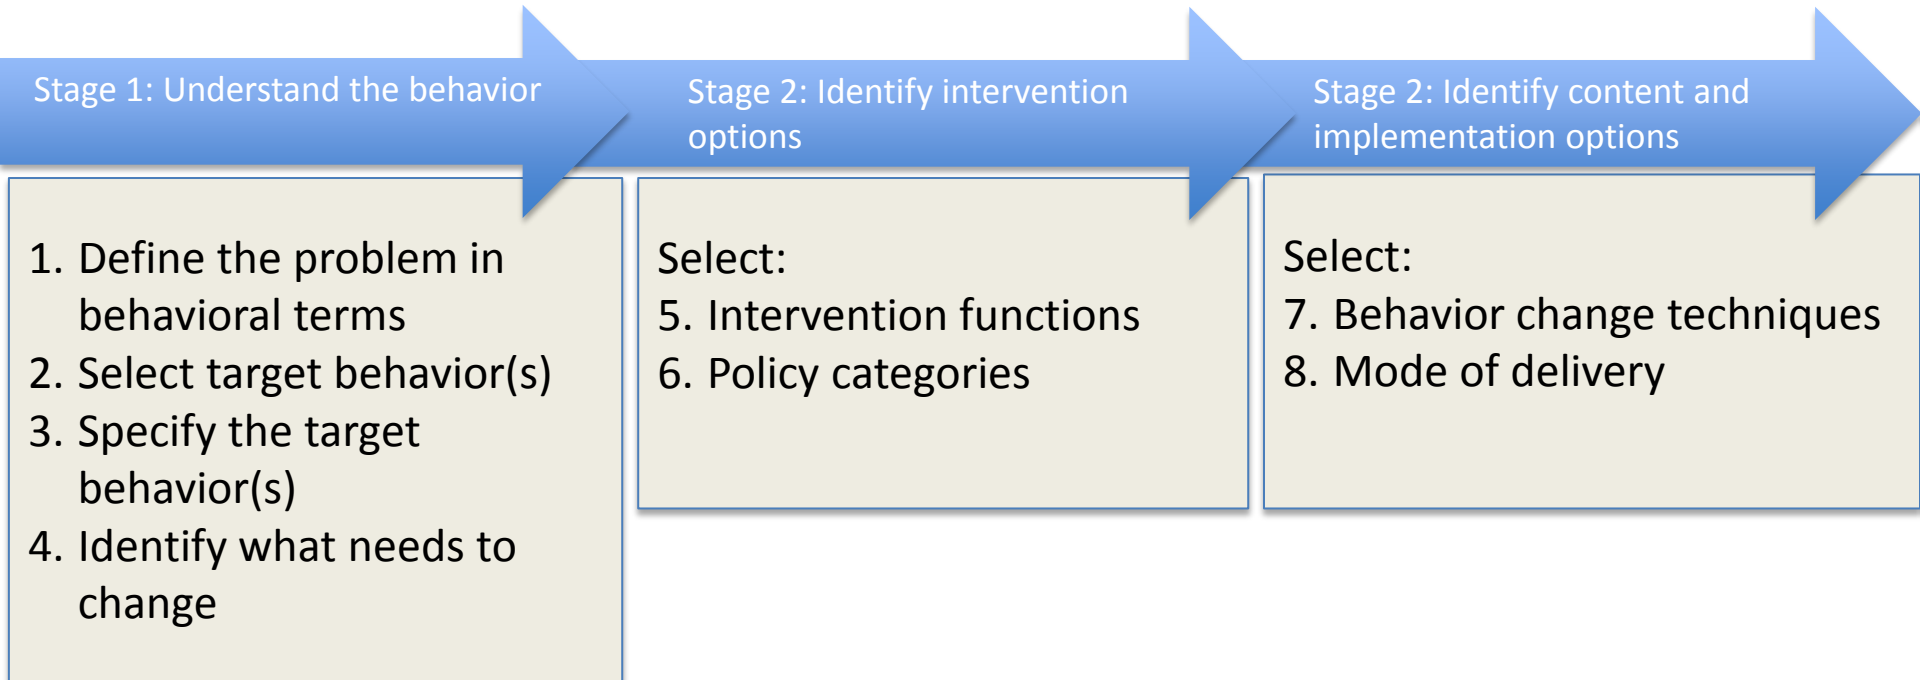 Stage 1: Understand the behavior
1. Define the problem in
behavioral terms
2. Select target behavior(s)
3. Specify the target
behavior(s)
4. Identify what needs to
change
Stage 2: Identify intervention
options
Select:
5. Intervention functions
6. Policy categories
Stage 2: Identify content and
implementation options
Select:
7. Behavior change techniques
8. Mode of delivery